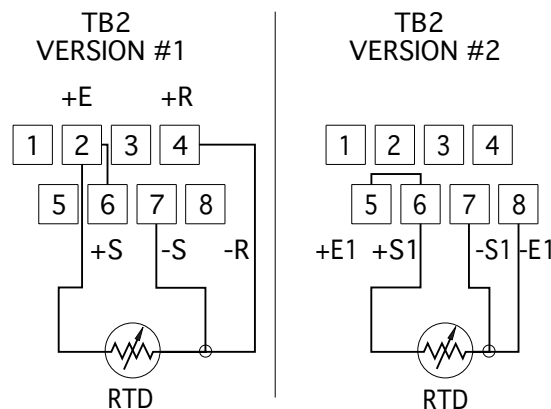 TB2
VERSION #1
+E +R
1 2 3 4
5 6 7 8
+S -S -R
RTD
TB2
VERSION #2
1 2 3 4
5 6 7 8
+E1 +S1 -S1 -E1
RTD